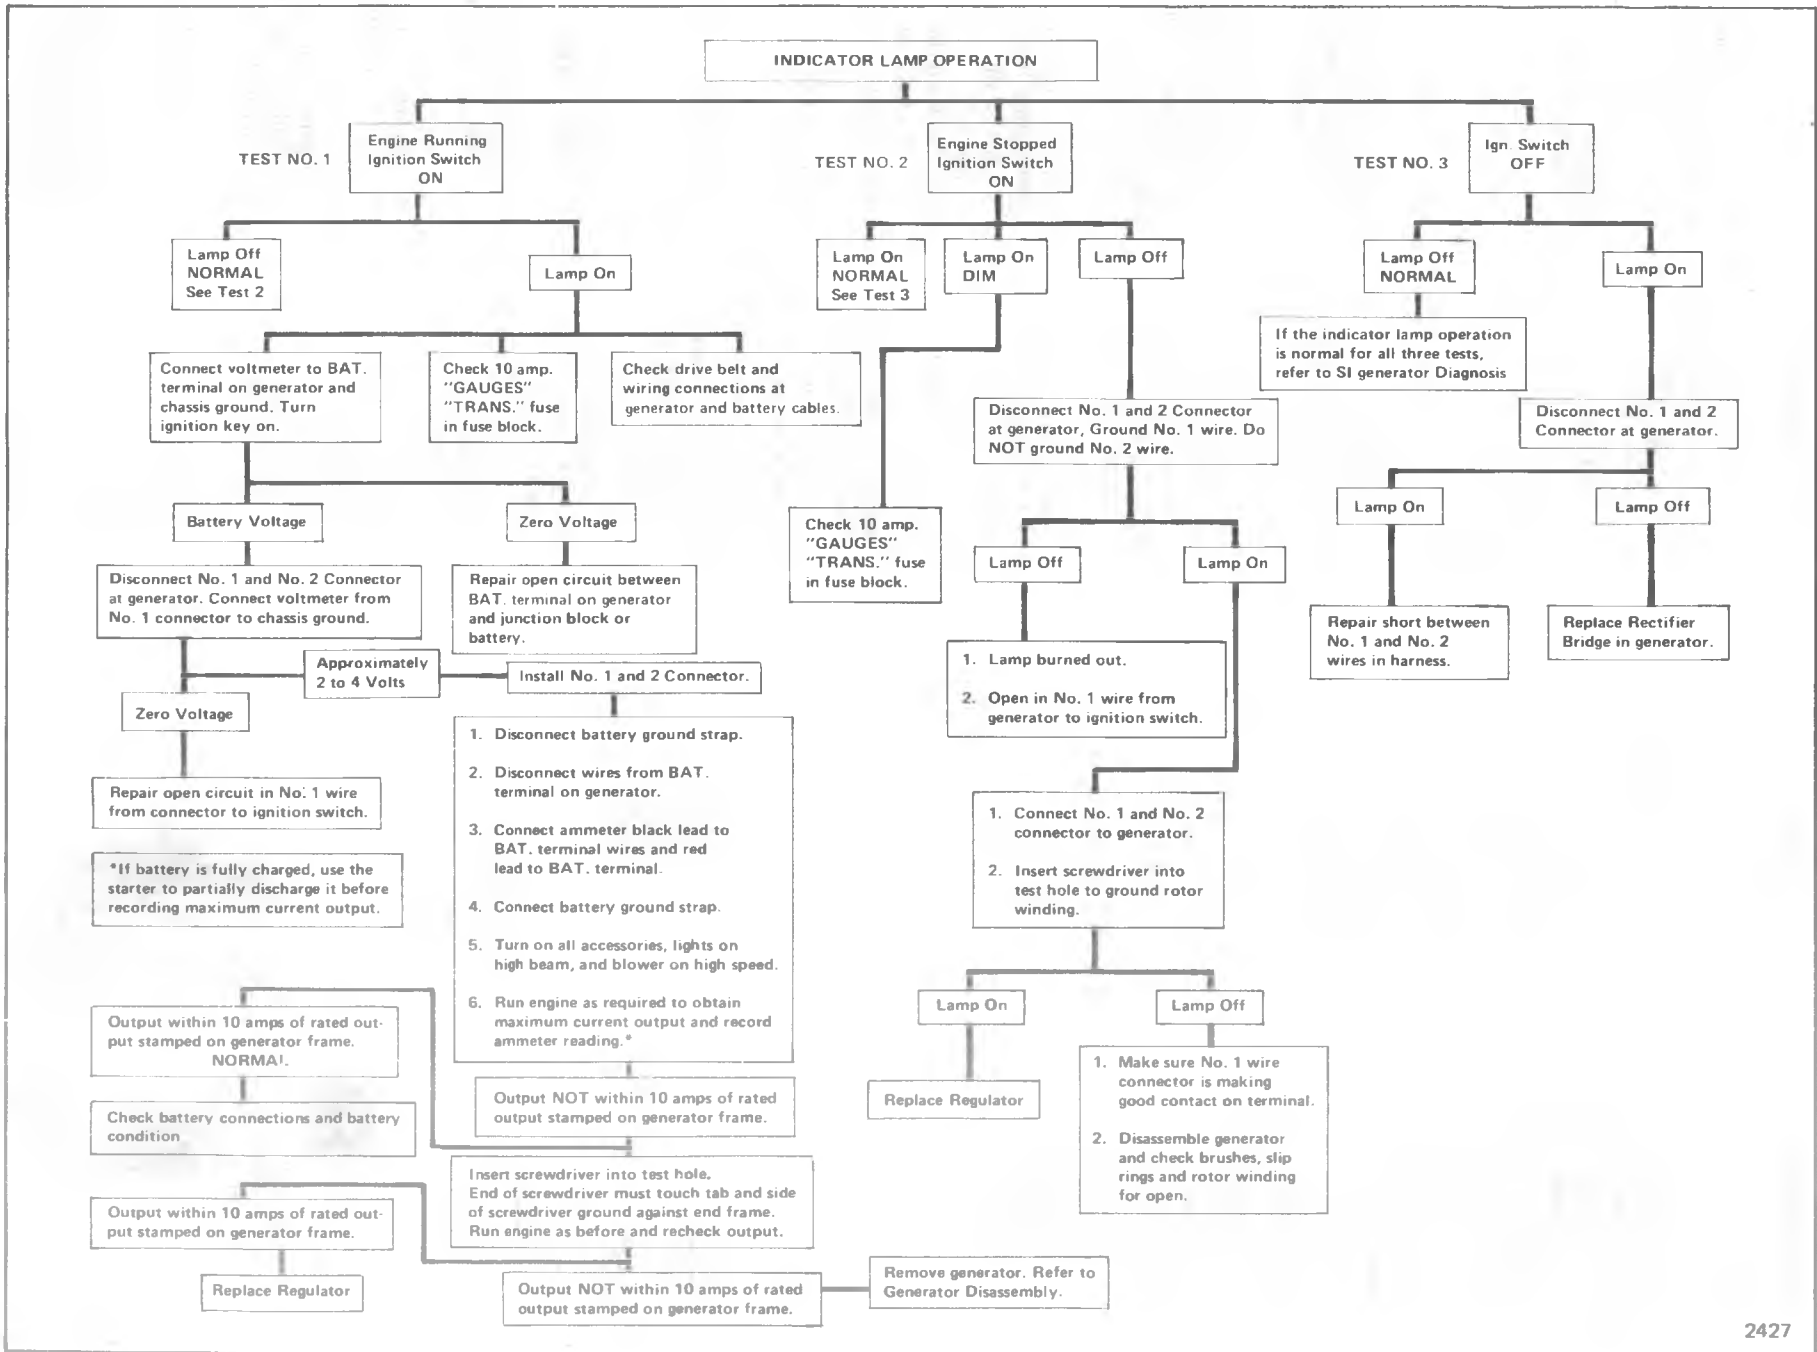 INDICATOR LAMP OPERATION
TEST NO. 1
Engine Running
Ignition Switch
ON
Lamp Off
NORMAL
See Test 2
Lamp On
Connect voltmeter to BAT.
terminal on generator and
chassis ground. Turn
ignition key on.
Check 10 amp.
"GAUGES"
"TRANS." fuse
in fuse block.
Check drive belt and
wiring connections at
generator and battery cables.
Battery Voltage
Zero Voltage
Disconnect No. 1 and No. 2 Connector
at generator. Connect voltmeter from
No. 1 connector to chassis ground.
Repair open circuit between
BAT. terminal on generator
and junction block or
battery.
Approximately
2 to 4 Volts
Install No. 1 and 2 Connector.
Zero Voltage
Repair open circuit in No. 1 wire
from connector to ignition switch.
*If battery is fully charged, use the
starter to partially discharge it before
recording maximum current output.
1. Disconnect battery ground strap.
2. Disconnect wires from BAT.
terminal on generator.
3. Connect ammeter black lead to
BAT. terminal wires and red
lead to BAT. terminal.
4. Connect battery ground strap.
5. Turn on all accessories, lights on
high beam, and blower on high speed.
6. Run engine as required to obtain
maximum current output and record
ammeter reading.*
Output within 10 amps of rated out-
put stamped on generator frame.
NORMAL.
Check battery connections and battery
condition
Output NOT within 10 amps of rated
output stamped on generator frame.
Insert screwdriver into test hole.
End of screwdriver must touch tab and side
of screwdriver ground against end frame.
Run engine as before and recheck output.
Output within 10 amps of rated out-
put stamped on generator frame.
Replace Regulator
Output NOT within 10 amps of rated
output stamped on generator frame.
Remove generator. Refer to
Generator Disassembly.
TEST NO. 2
Engine Stopped
Ignition Switch
ON
Lamp On
NORMAL
See Test 3
Lamp On
DIM
Lamp Off
Check 10 amp.
"GAUGES"
"TRANS." fuse
in fuse block.
Disconnect No. 1 and 2 Connector
at generator, Ground No. 1 wire. Do
NOT ground No. 2 wire.
Lamp Off
Lamp On
1. Lamp burned out.
2. Open in No. 1 wire from
generator to ignition switch.
1. Connect No. 1 and No. 2
connector to generator.
2. Insert screwdriver into
test hole to ground rotor
winding.
Lamp On
Lamp Off
Replace Regulator
1. Make sure No. 1 wire
connector is making
good contact on terminal.
2. Disassemble generator
and check brushes, slip
rings and rotor winding
for open.
TEST NO. 3
Ign. Switch
OFF
Lamp Off
NORMAL
Lamp On
If the indicator lamp operation
is normal for all three tests,
refer to SI generator Diagnosis
Disconnect No. 1 and 2
Connector at generator.
Lamp On
Lamp Off
Repair short between
No. 1 and No. 2
wires in harness.
Replace Rectifier
Bridge in generator.
2427